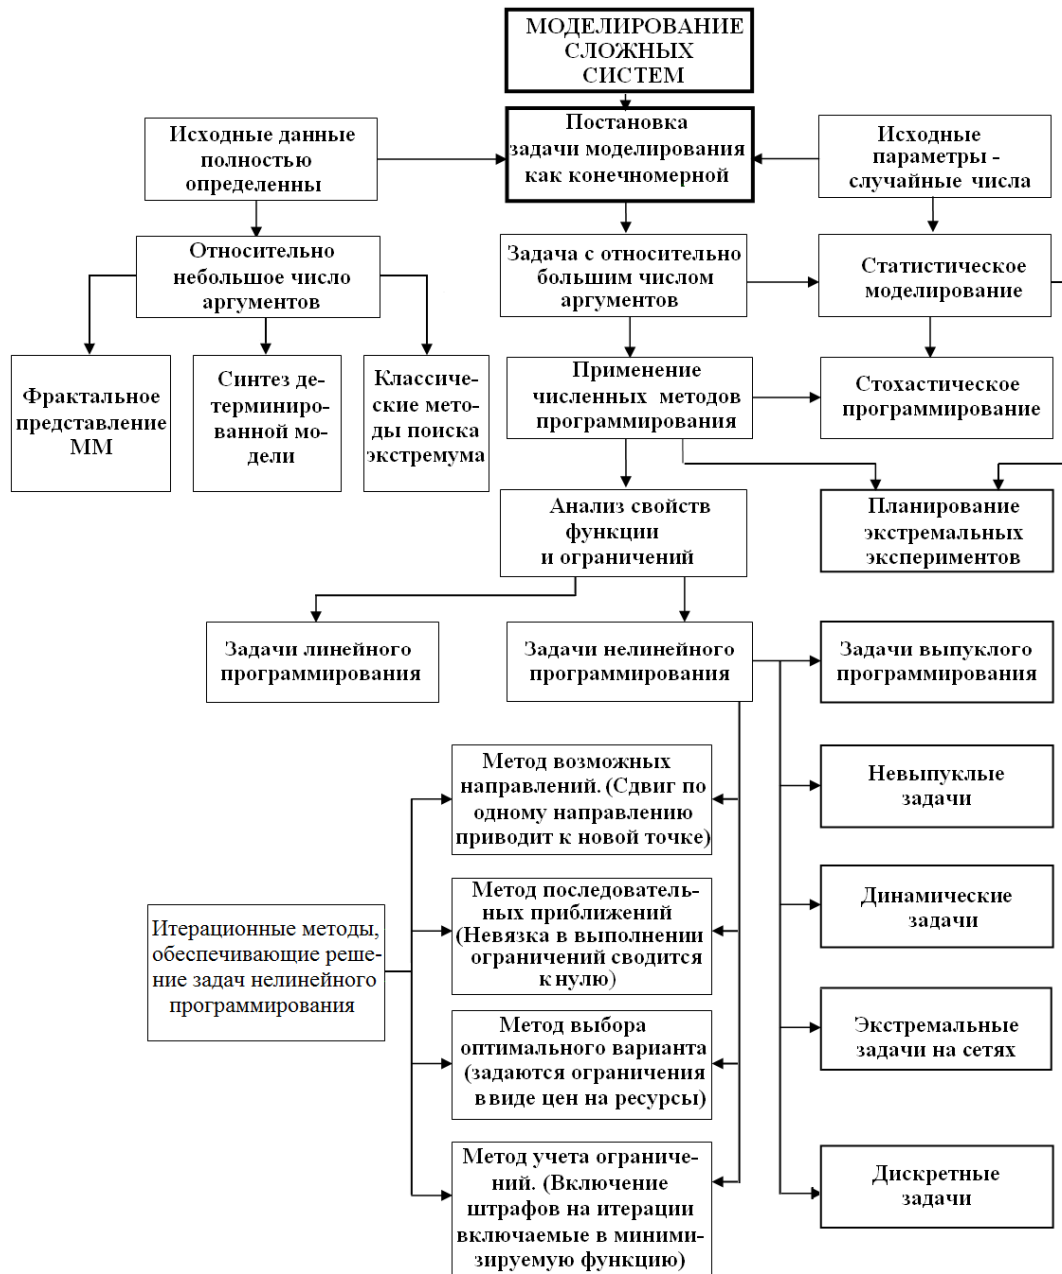 МОДЕЛИРОВАНИЕ
СЛОЖНЫХ
СИСТЕМ
Исходные данные
полностью
определенны
Постановка
задачи моделирования
как конечномерной
Исходные
параметры -
случайные числа
Относительно
небольшое число
аргументов
Задача с относительно
большим числом
аргументов
Статистическое
моделирование
Фрактальное
представление
ММ
Синтез де-
терминиро-
ванной мо-
дели
Классиче-
ские мето-
ды поиска
экстремума
Применение
численных методов
программирования
Стохастическое
программирование
Анализ свойств
функции
и ограничений
Планирование
экстремальных
экспериментов
Задачи линейного
программирования
Задачи нелинейного
программирования
Задачи выпуклого
программирования
Метод возможных
направлений. (Сдвиг по
одному направлению
приводит к новой точке)
Невыпуклые
задачи
Метод последователь-
ных приближений
(Невязка в выполнении
ограничений сводится
к нулю)
Динамические
задачи
Итерационные методы,
обеспечивающие реше-
ние задач нелинейного
программирования
Метод выбора
оптимального варианта
(задаются ограничения
в виде цен на ресурсы)
Экстремальные
задачи на сетях
Метод учета ограниче-
ний. (Включение
штрафов на итерации
включаемые в миними-
зируемую функцию)
Дискретные
задачи